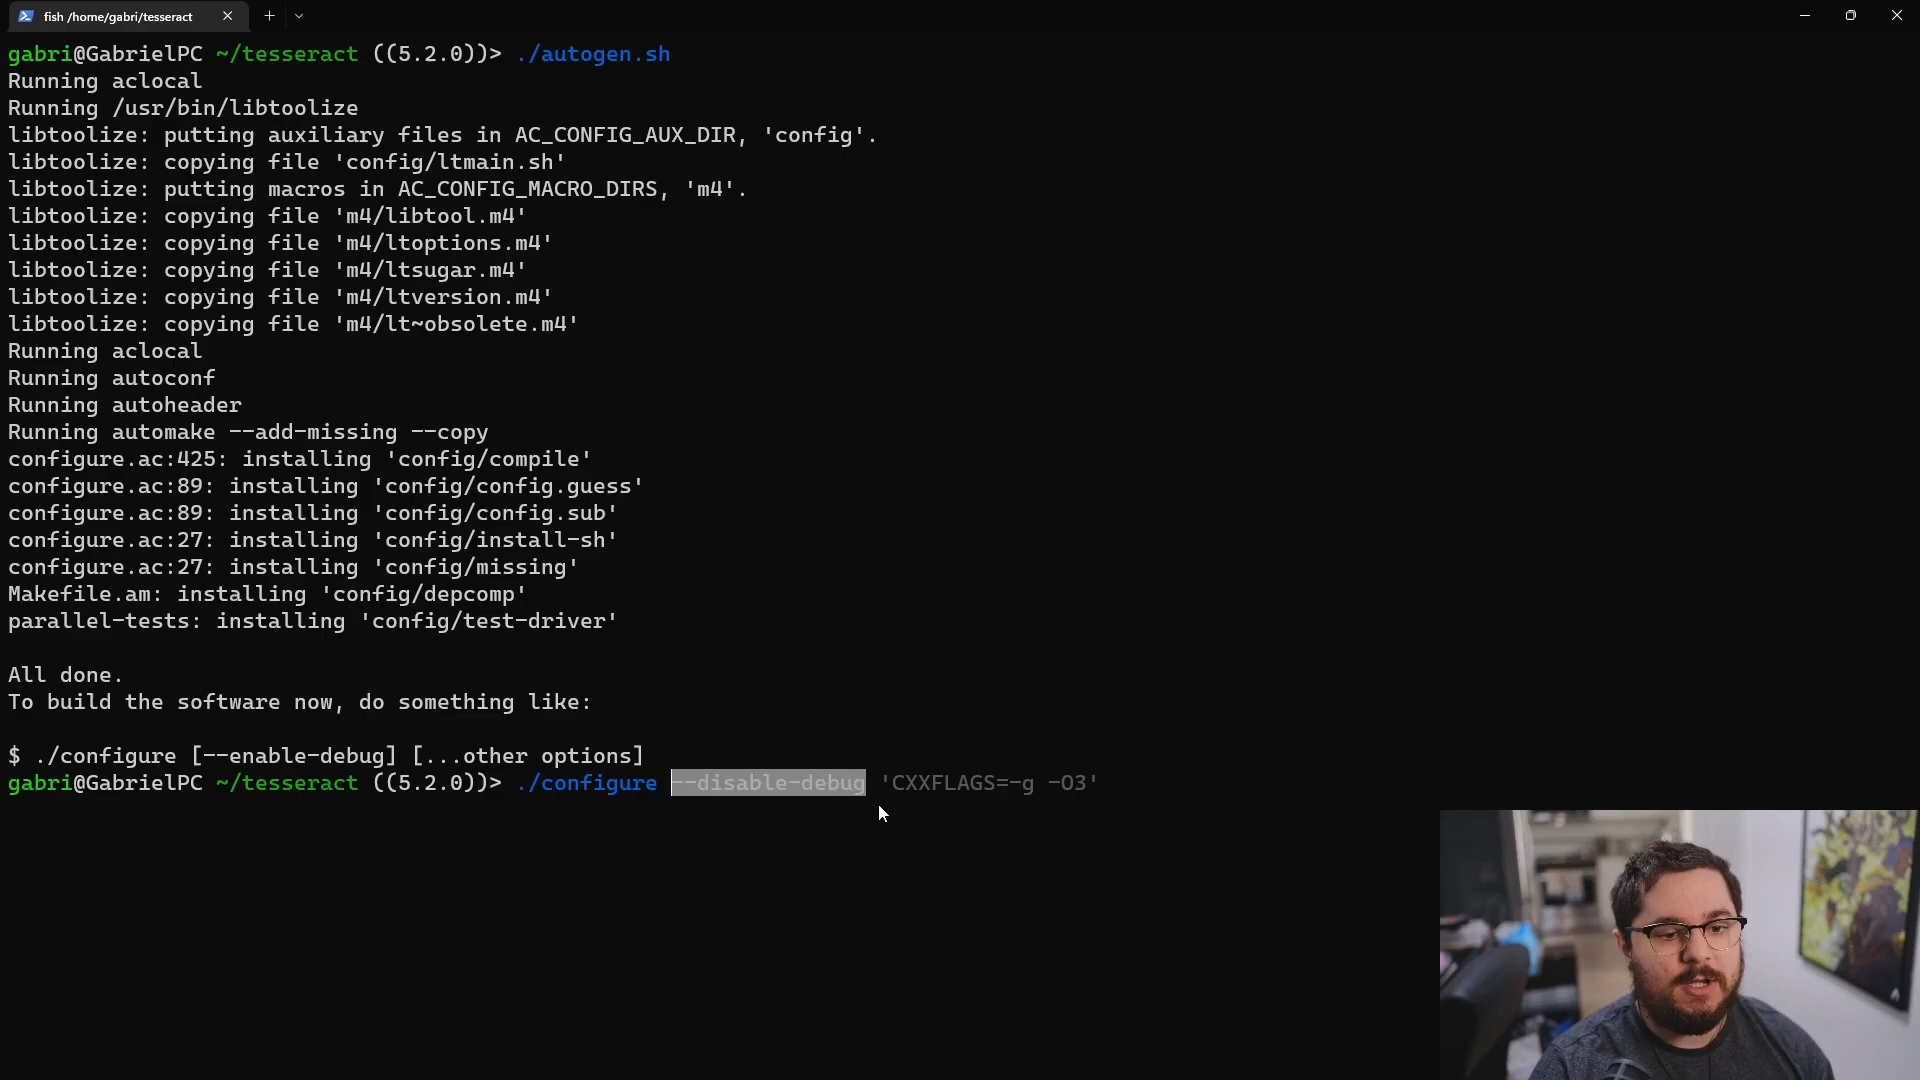 fish /home/gabri/tesseract
gabri@GabrielPC ~/tesseract ((5.2.0))> ./autogen.sh
Running aclocal
Running /usr/bin/libtoolize
libtoolize: putting auxiliary files in AC_CONFIG_AUX_DIR, 'config'.
libtoolize: copying file 'config/ltmain.sh'
libtoolize: putting macros in AC_CONFIG_MACRO_DIRS, 'm4'.
libtoolize: copying file 'm4/libtool.m4'
libtoolize: copying file 'm4/ltoptions.m4'
libtoolize: copying file 'm4/ltsugar.m4'
libtoolize: copying file 'm4/ltversion.m4'
libtoolize: copying file 'm4/lt~obsolete.m4'
Running aclocal
Running autoconf
Running autoheader
Running automake --add-missing --copy
configure.ac:425: installing 'config/compile'
configure.ac:89: installing 'config/config.guess'
configure.ac:89: installing 'config/config.sub'
configure.ac:27: installing 'config/install-sh'
configure.ac:27: installing 'config/missing'
Makefile.am: installing 'config/depcomp'
parallel-tests: installing 'config/test-driver'
All done.
To build the software now, do something like:
$ ./configure [--enable-debug] [...other options]
gabri@GabrielPC ~/tesseract ((5.2.0))> ./configure --disable-debug 'CXXFLAGS=-g -O3'